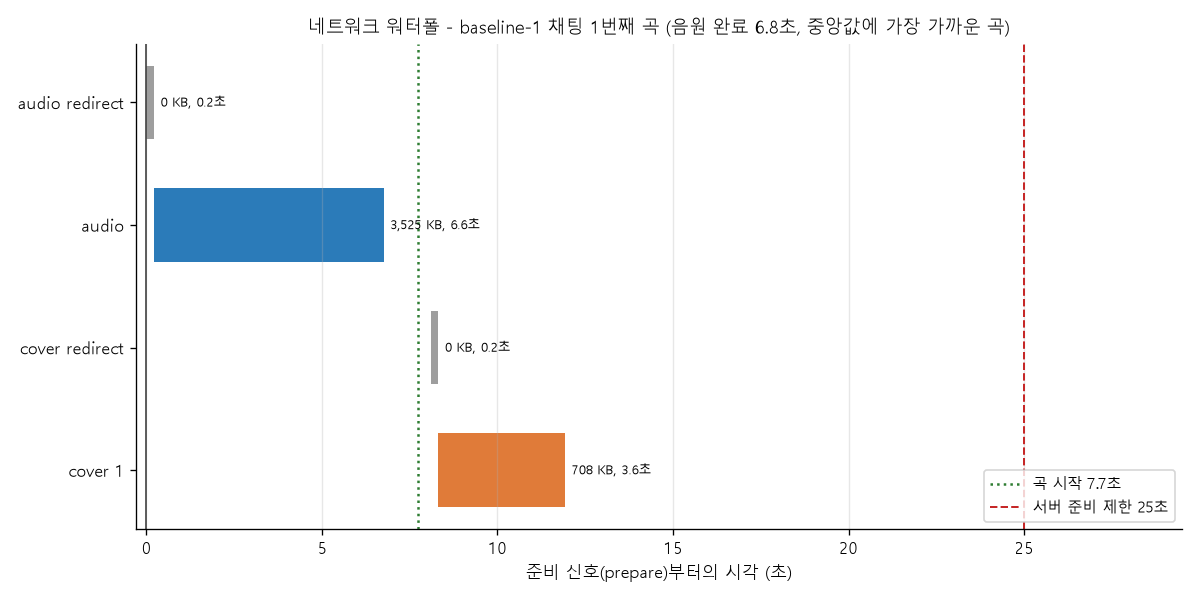 네트워크 워터폴 - baseline-1 채팅 1번째 곡 (음원 완료 6.8초, 중앙값에 가장 가까운 곡)
audio redirect
0 KB, 0.2초
audio
3,525 KB, 6.6초
cover redirect
0 KB, 0.2초
cover 1
708 KB, 3.6초
곡 시작 7.7초
서버 준비 제한 25초
0 5 10 15 20 25
준비 신호(prepare)부터의 시각 (초)